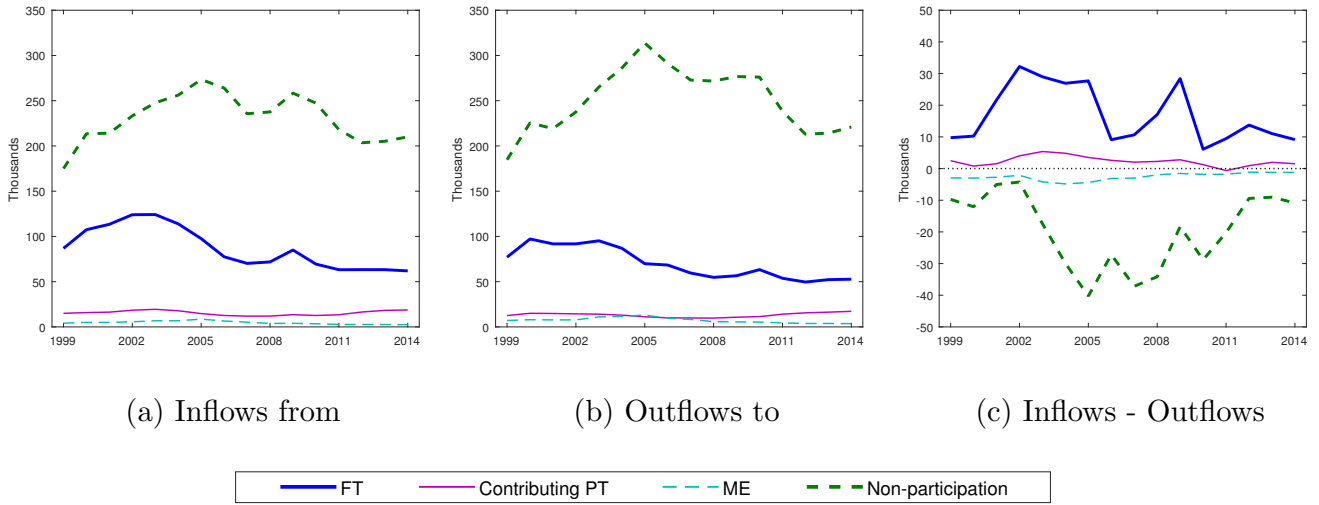 350
300
250
200
150
100
50
0
Thousands
1999 2002 2005 2008 2011 2014
(a) Inflows from
350
300
250
200
150
100
50
0
Thousands
1999 2002 2005 2008 2011 2014
(b) Outflows to
50
40
30
20
10
0
-10
-20
-30
-40
-50
Thousands
1999 2002 2005 2008 2011 2014
(c) Inflows - Outflows
FT Contributing PT ME Non-participation